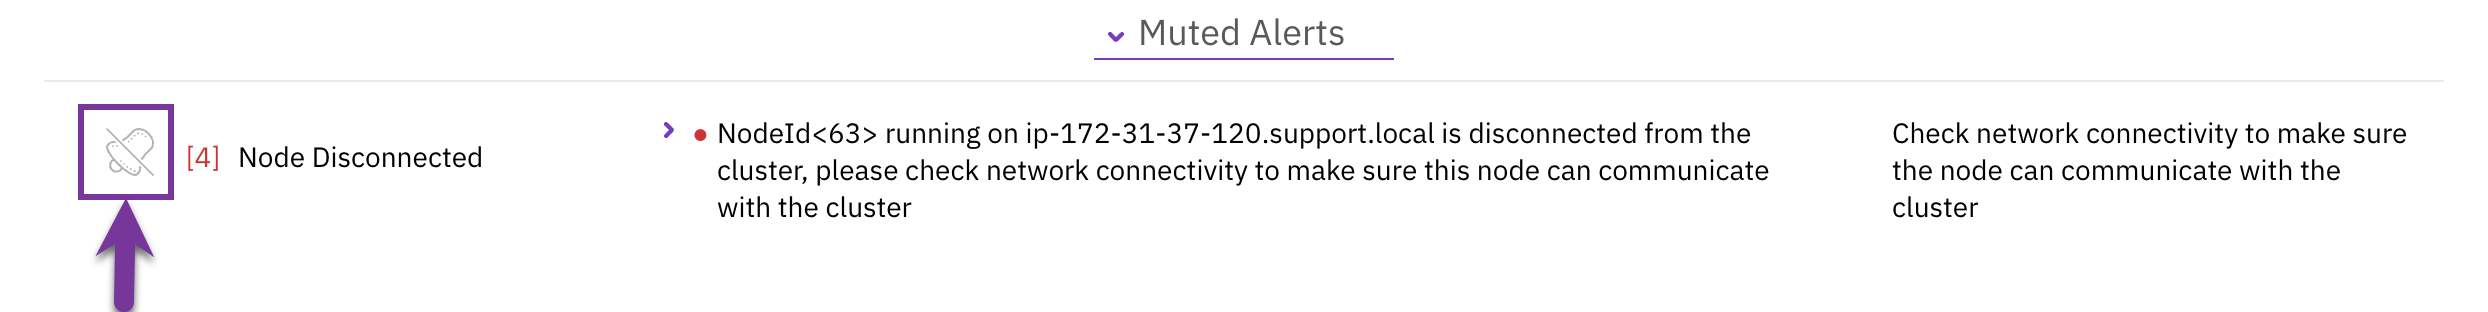 Muted Alerts
[4] Node Disconnected
NodeId<63> running on ip-172-31-37-120.support.local is disconnected from the
cluster, please check network connectivity to make sure this node can communicate
with the cluster
Check network connectivity to make sure
the node can communicate with the
cluster